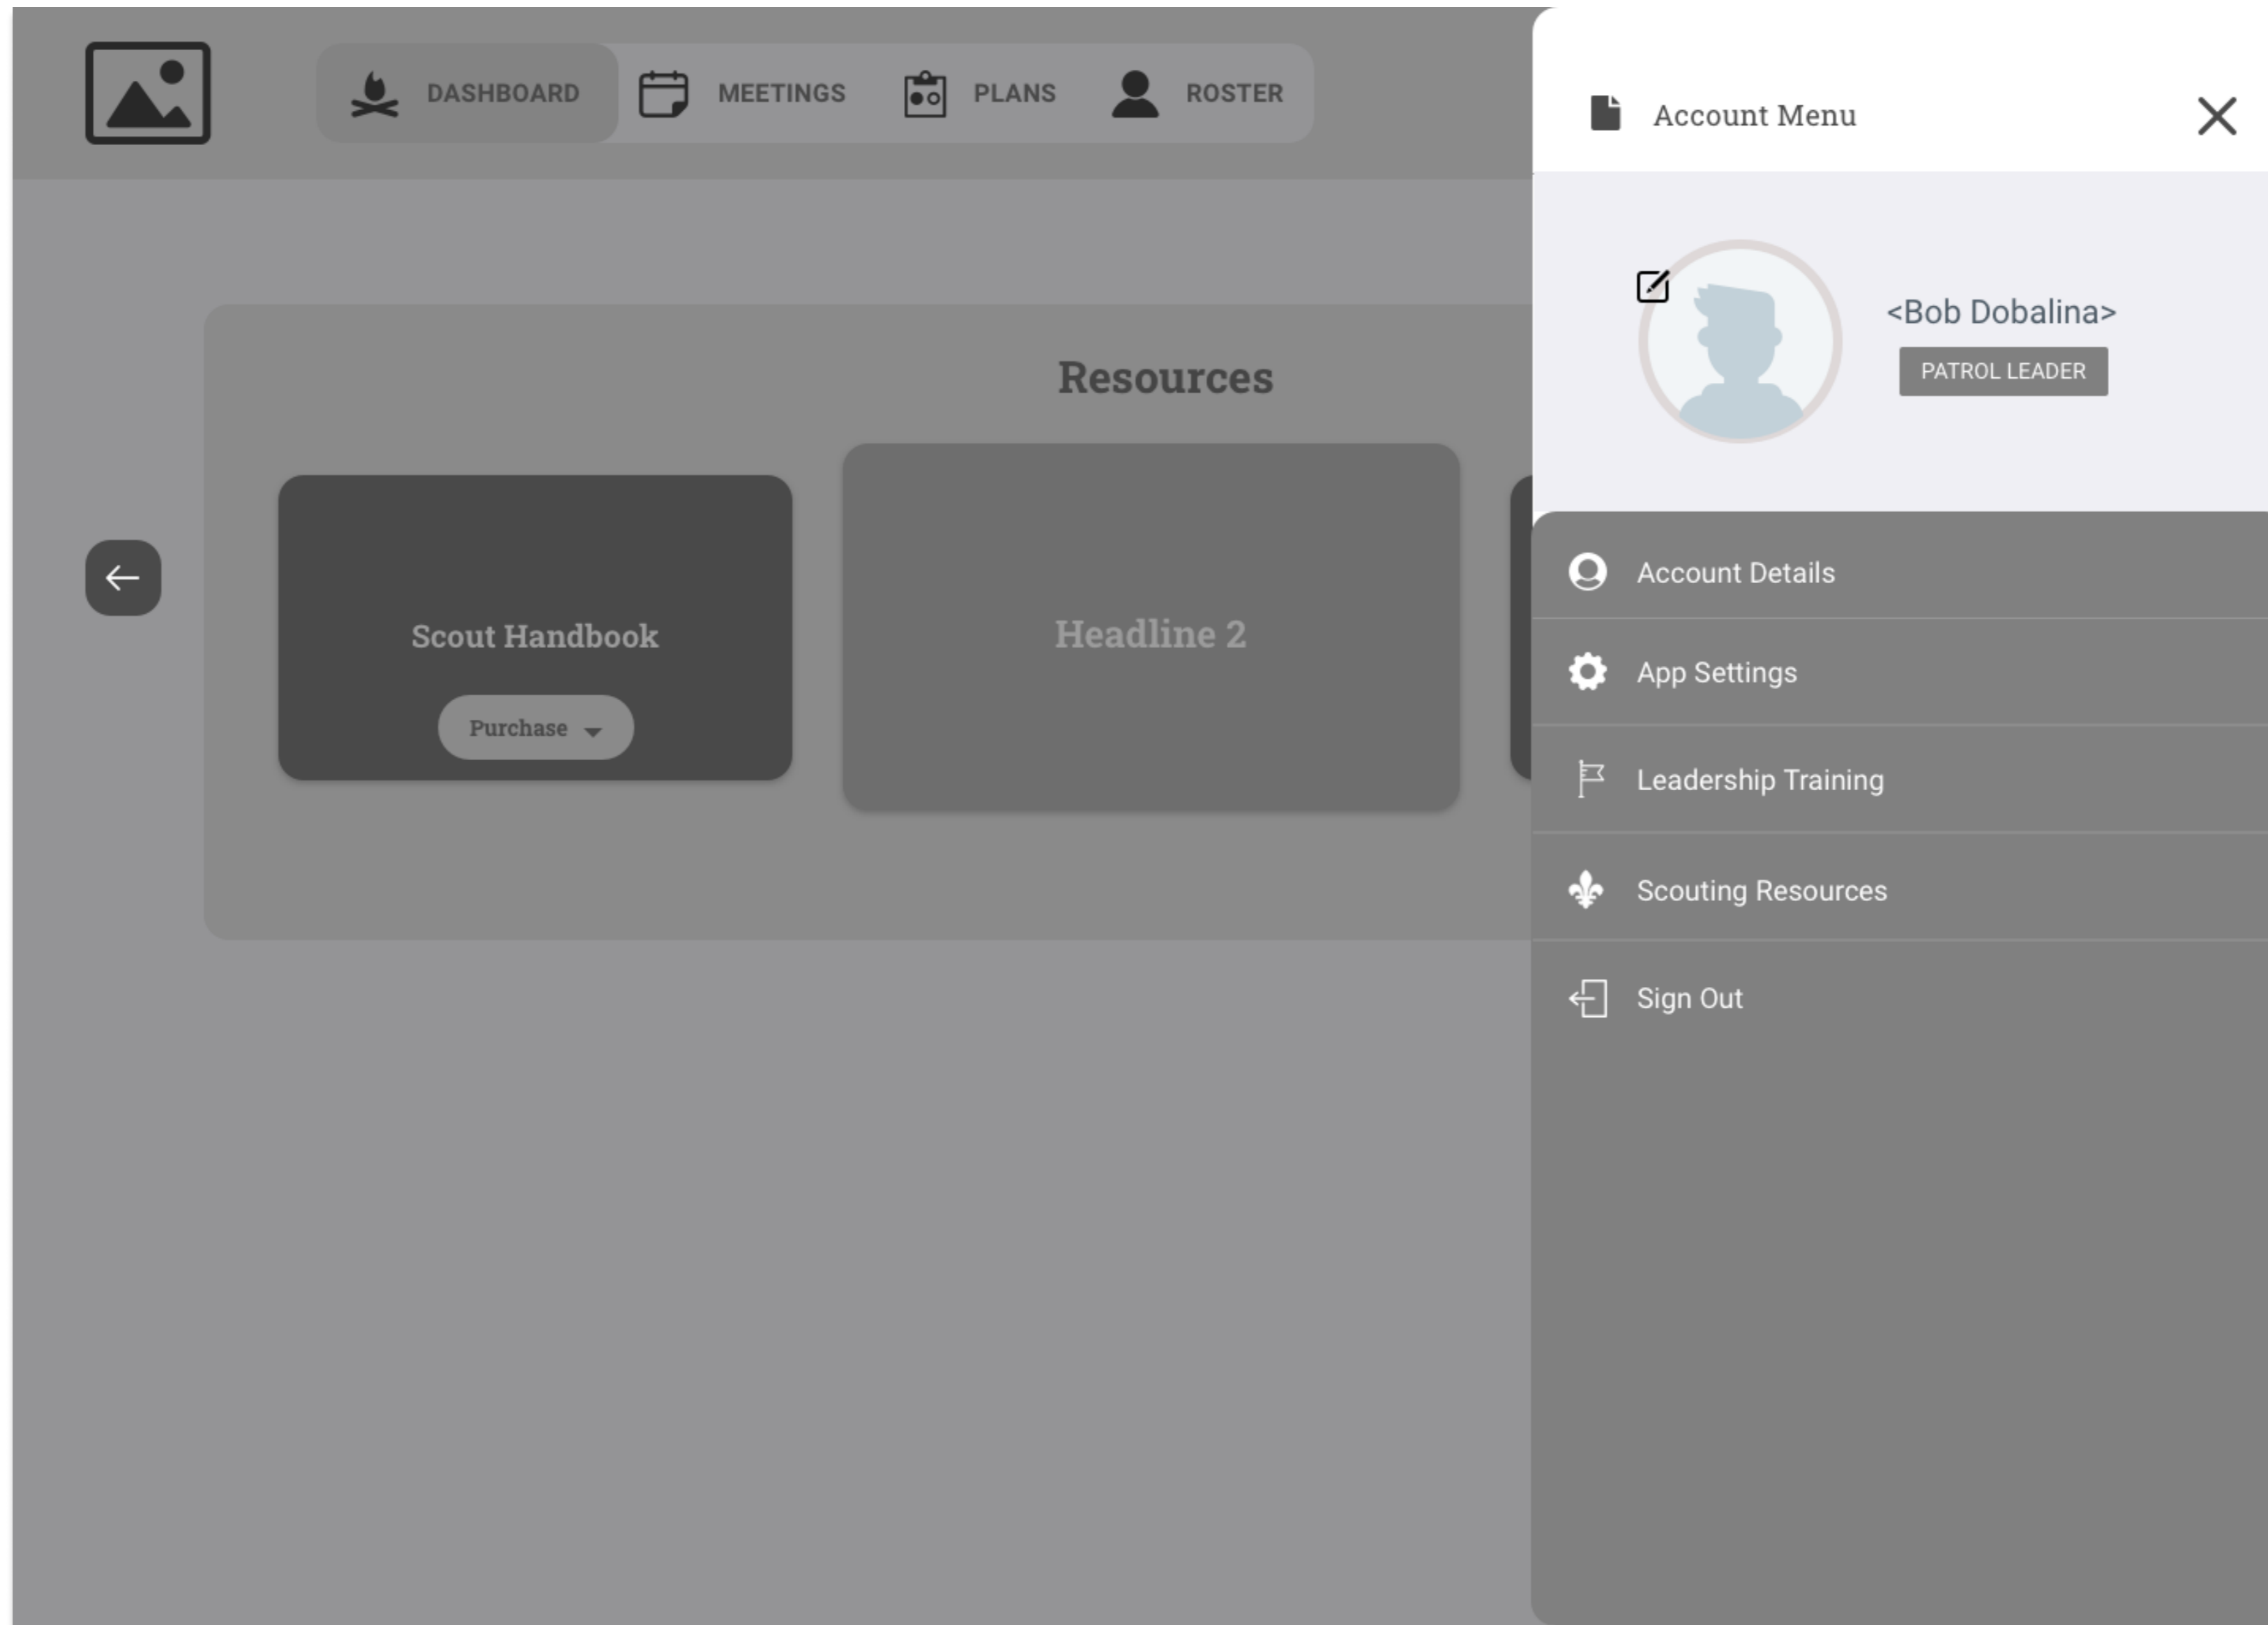 DASHBOARD
MEETINGS
PLANS
ROSTER
Account Menu
<Bob Dobalina>
PATROL LEADER
Resources
Scout Handbook
Purchase
Headline 2
Account Details
App Settings
Leadership Training
Scouting Resources
Sign Out